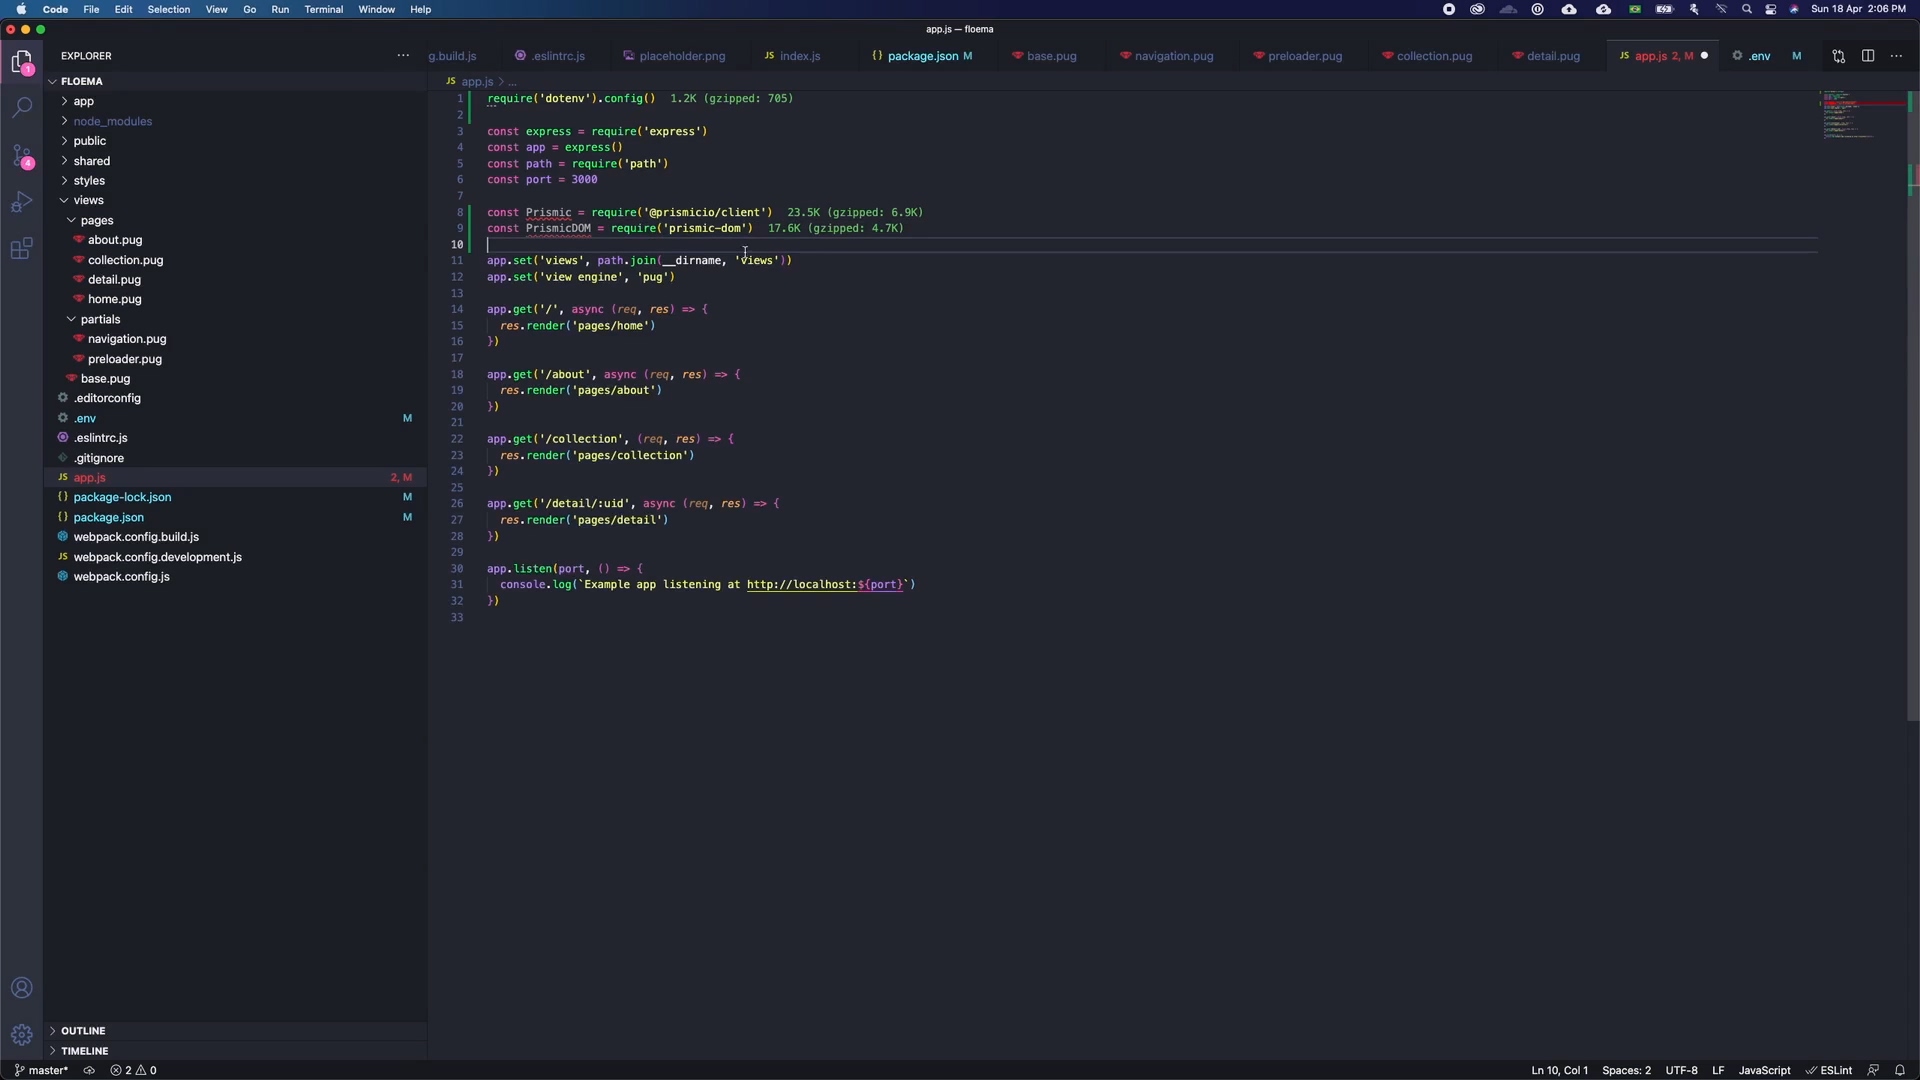 Code File Edit Selection View Go Run Terminal Window Help Sun 18 Apr 2:06 PM
app.js — floema
EXPLORER
g.build.js .eslintrc.js placeholder.png JS index.js {} package.json M base.pug navigation.pug preloader.pug collection.pug detail.pug JS app.js 2, M .env M
FLOEMA
JS app.js > ...
app
node_modules
public
shared
styles
views
pages
about.pug
collection.pug
detail.pug
home.pug
partials
navigation.pug
preloader.pug
base.pug
.editorconfig
.env M
.eslintrc.js
.gitignore
JS app.js 2, M
{} package-lock.json M
{} package.json M
webpack.config.build.js
JS webpack.config.development.js
webpack.config.js
OUTLINE
TIMELINE
1
4
1 require('dotenv').config() 1.2K (gzipped: 705)
2
3 const express = require('express')
4 const app = express()
5 const path = require('path')
6 const port = 3000
7
8 const Prismic = require('@prismicio/client') 23.5K (gzipped: 6.9K)
9 const PrismicDOM = require('prismic-dom') 17.6K (gzipped: 4.7K)
10
11 app.set('views', path.join(__dirname, 'views'))
12 app.set('view engine', 'pug')
13
14 app.get('/', async (req, res) => {
15 res.render('pages/home')
16 })
17
18 app.get('/about', async (req, res) => {
19 res.render('pages/about')
20 })
21
22 app.get('/collection', (req, res) => {
23 res.render('pages/collection')
24 })
25
26 app.get('/detail/:uid', async (req, res) => {
27 res.render('pages/detail')
28 })
29
30 app.listen(port, () => {
31 console.log(`Example app listening at http://localhost:${port}`)
32 })
33
master* 2 0 Ln 10, Col 1 Spaces: 2 UTF-8 LF JavaScript ESLint